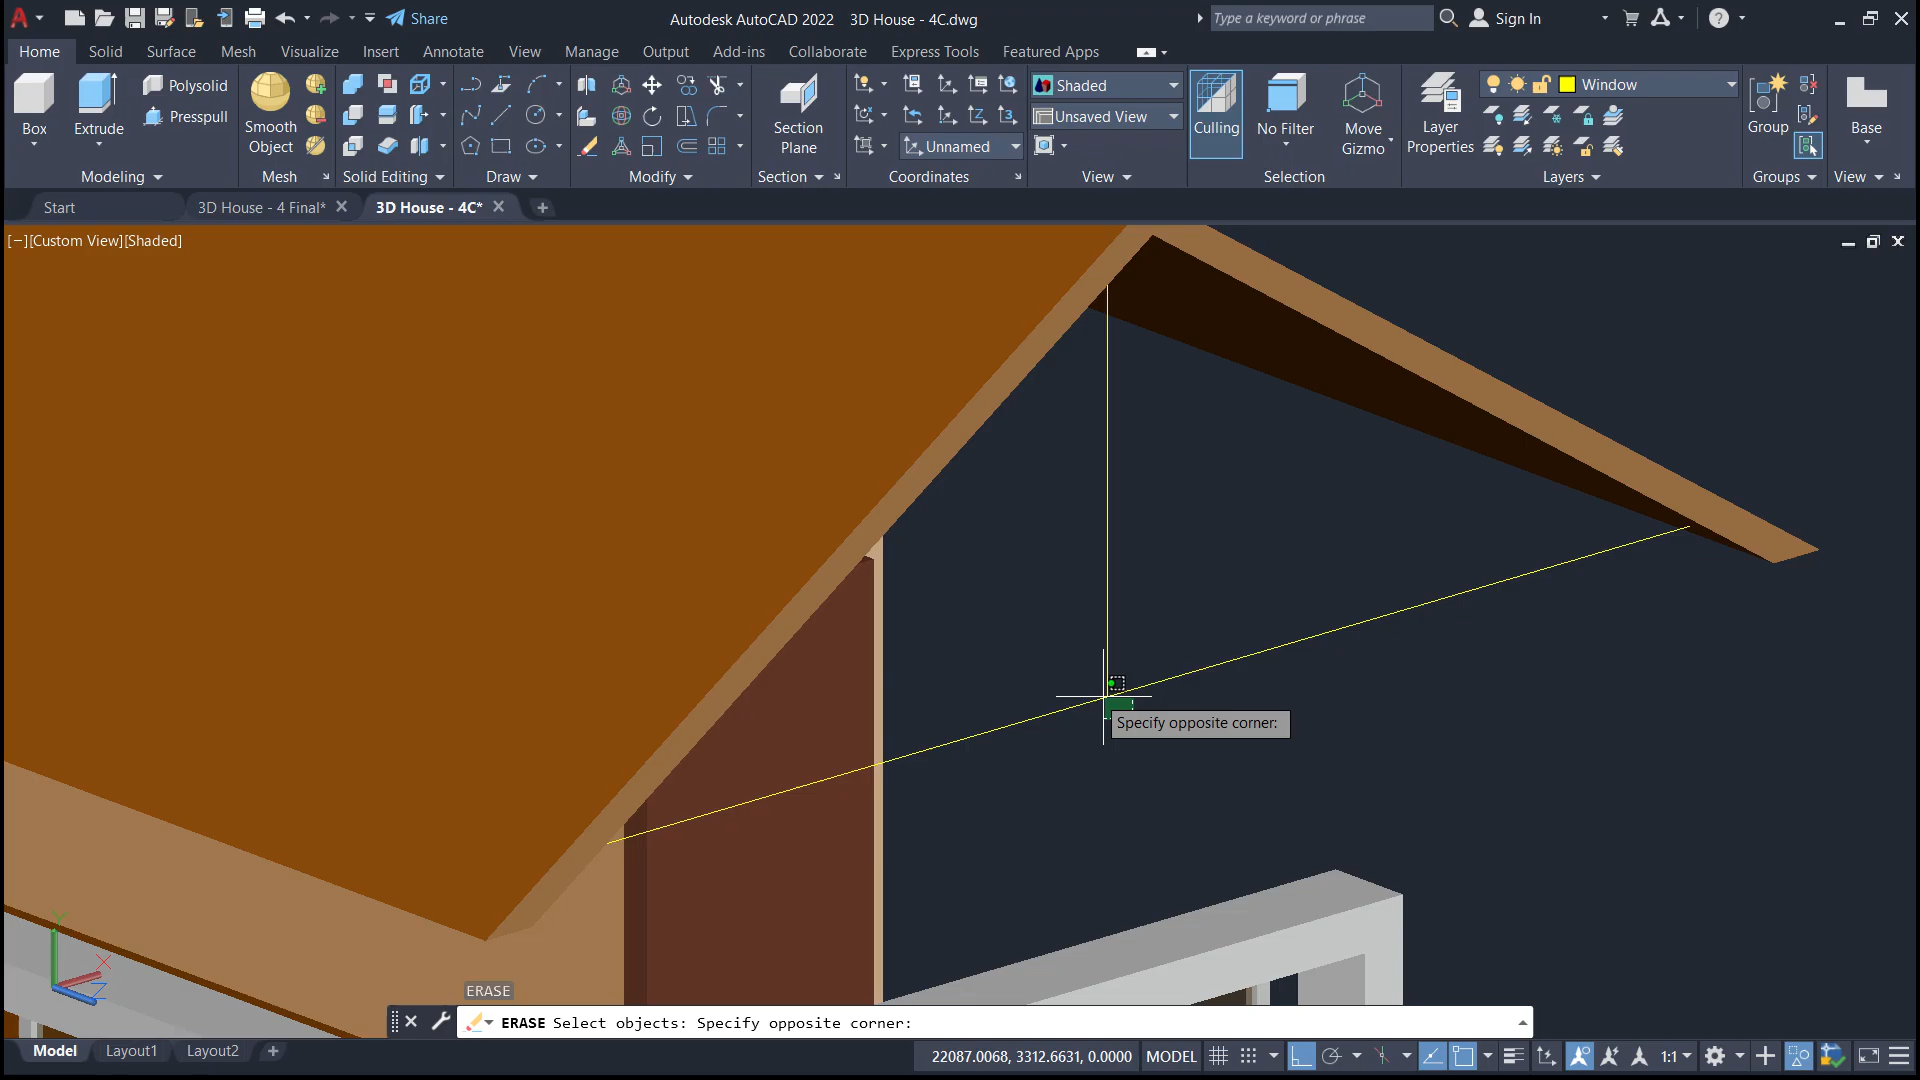 Share
Autodesk AutoCAD 2022 3D House - 4C.dwg
Type a keyword or phrase
Sign In
Home Solid Surface Mesh Visualize Insert Annotate View Manage Output Add-ins Collaborate Express Tools Featured Apps
Box
Extrude
Polysolid
Presspull
Smooth
Object
Section
Plane
Unnamed
Shaded
Unsaved View
Culling
No Filter
Move
Gizmo
Layer
Properties
Window
Group
Base
Modeling
Mesh
Solid Editing
Draw
Modify
Section
Coordinates
View
Selection
Layers
Groups
View
Start
3D House - 4 Final*
3D House - 4C*
[−][Custom View][Shaded]
Specify opposite corner:
Y
X
Z
ERASE
ERASE Select objects: Specify opposite corner:
Model
Layout1
Layout2
22087.0068, 3312.6631, 0.0000
MODEL
1:1